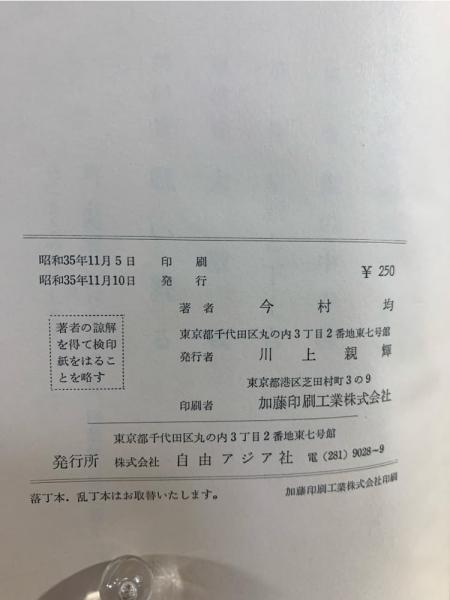 昭和35年11月5日 印刷
昭和35年11月10日 発行
¥250
著者 今村均
著者の諒解
を得て検印
紙をはるこ
とを略す
東京都千代田区丸の内3丁目2番地東七号館
発行者 川上親輝
東京都港区芝田村町3の9
印刷者 加藤印刷工業株式会社
東京都千代田区丸の内3丁目2番地東七号館
発行所 株式会社 自由アジア社 電(281)9028~9
落丁本．乱丁本はお取替いたします。
加藤印刷工業株式会社印刷